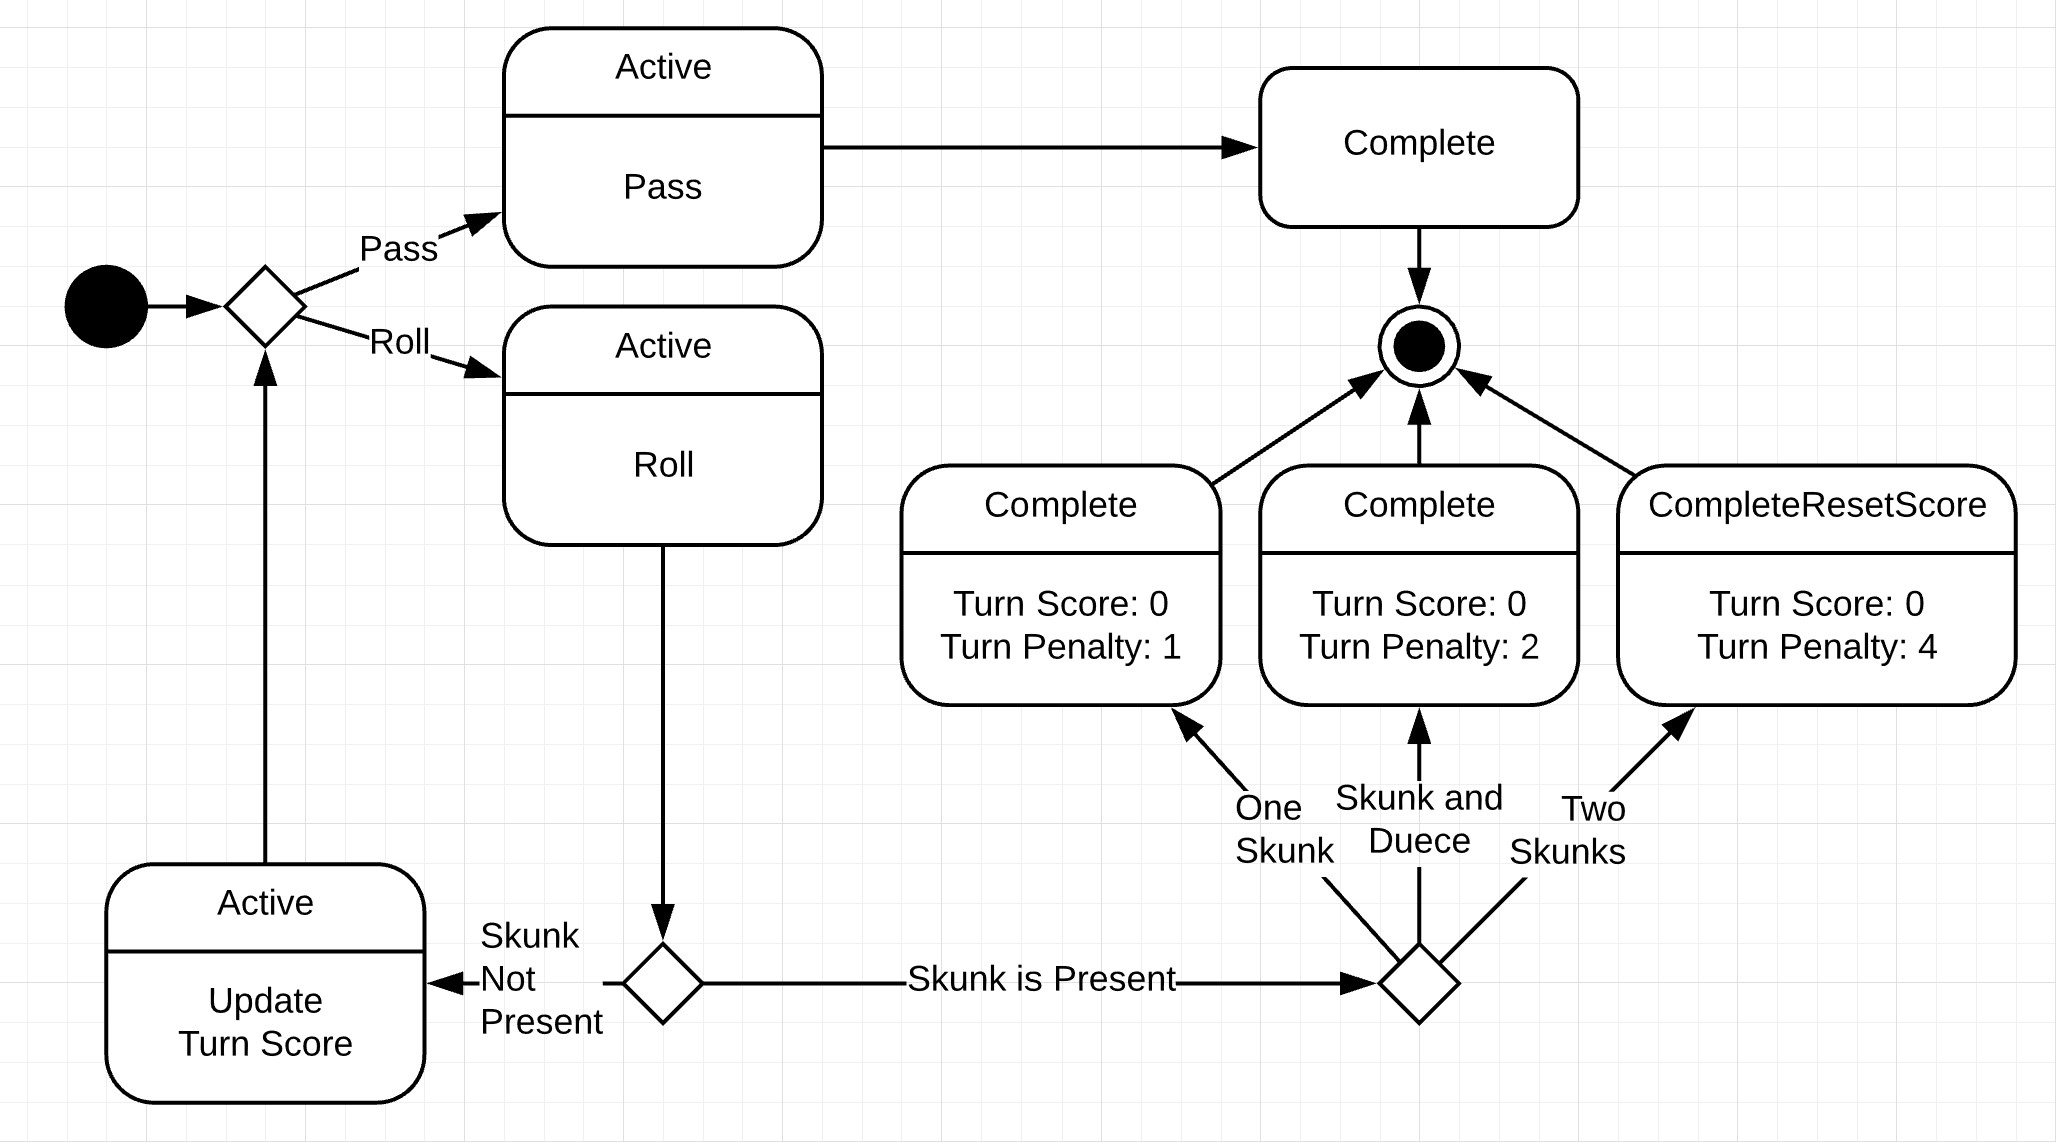 Active
Pass
Complete
Pass
Roll
Active
Roll
Complete
Turn Score: 0
Turn Penalty: 1
Complete
Turn Score: 0
Turn Penalty: 2
CompleteResetScore
Turn Score: 0
Turn Penalty: 4
One
Skunk
Skunk and
Duece
Two
Skunks
Active
Update
Turn Score
Skunk
Not
Present
Skunk is Present